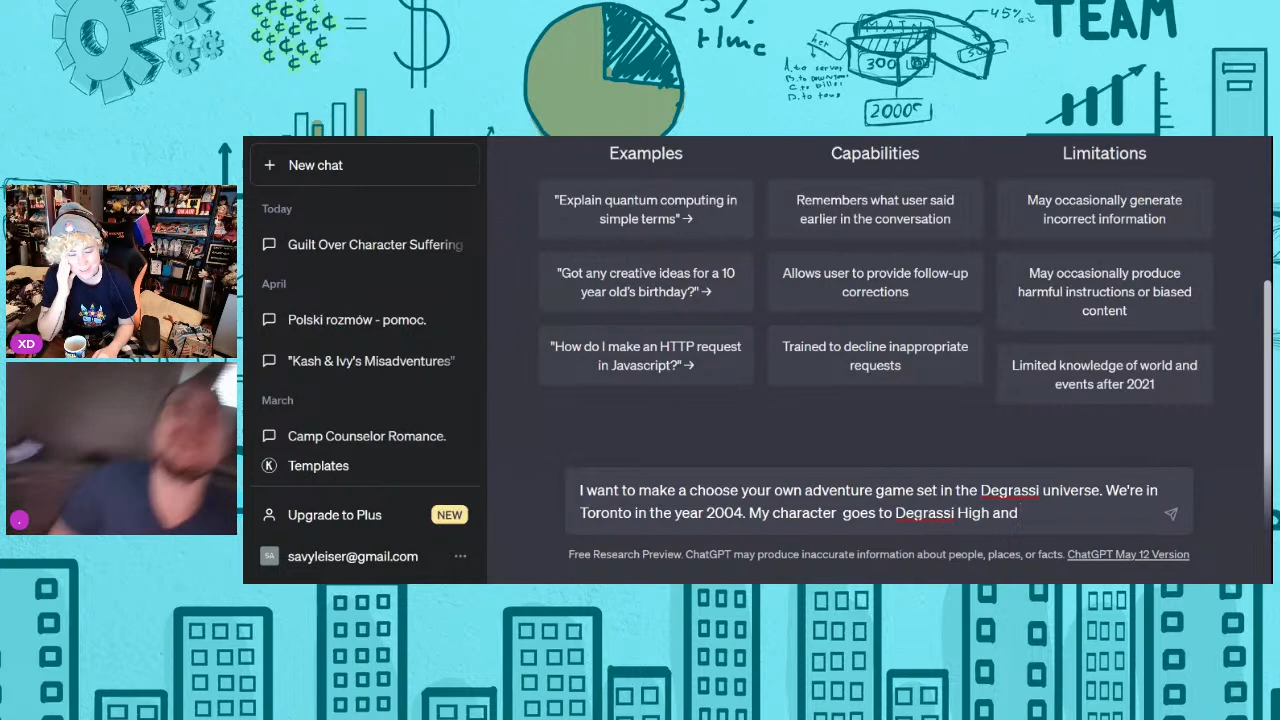 25%
time
45%
TEAM
MAIN
300
A. to server
2000
New chat
Today
Guilt Over Character Suffering
April
Polski rozmów - pomoc.
"Kash & Ivy's Misadventures"
March
Camp Counselor Romance.
Templates
Upgrade to Plus
NEW
SA
savyleiser@gmail.com
Examples
"Explain quantum computing in
simple terms" →
"Got any creative ideas for a 10
year old's birthday?" →
"How do I make an HTTP request
in Javascript?" →
Capabilities
Remembers what user said
earlier in the conversation
Allows user to provide follow-up
corrections
Trained to decline inappropriate
requests
Limitations
May occasionally generate
incorrect information
May occasionally produce
harmful instructions or biased
content
Limited knowledge of world and
events after 2021
I want to make a choose your own adventure game set in the Degrassi universe. We're in
Toronto in the year 2004. My character  goes to Degrassi High and
Free Research Preview. ChatGPT may produce inaccurate information about people, places, or facts. ChatGPT May 12 Version
XD